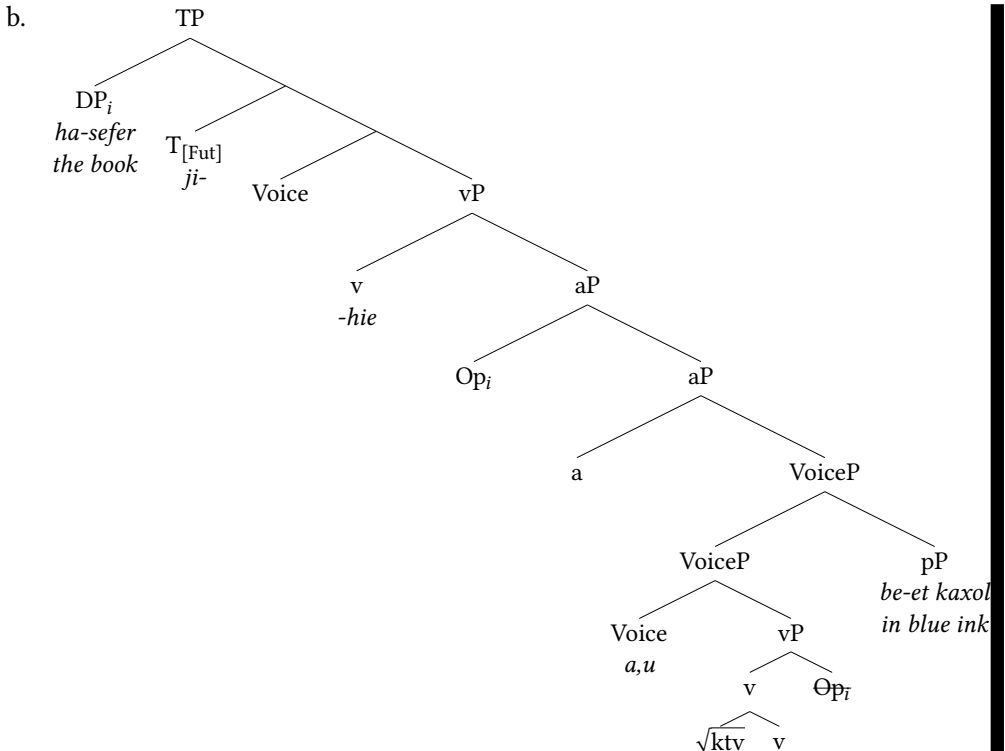 b.
TP
DPi
ha-sefer
the book
T[Fut]
ji-
Voice
vP
v
-hie
aP
Opi
aP
a
VoiceP
VoiceP
pP
be-et kaxol
in blue ink
Voice
a,u
vP
v
Opi
√ktv
v